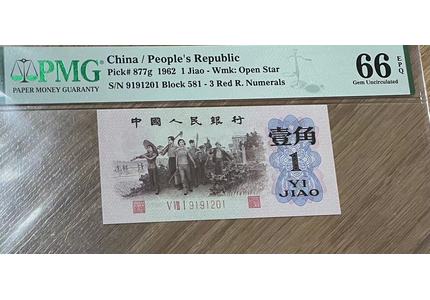 PMG
PAPER MONEY GUARANTY
China / People's Republic
Pick# 877g 1962 1 Jiao - Wmk: Open Star
S/N 9191201 Block 581 - 3 Red R. Numerals
66 EPQ
Gem Uncirculated
中國人民銀行
壹角
1
YI
JIAO
9191201